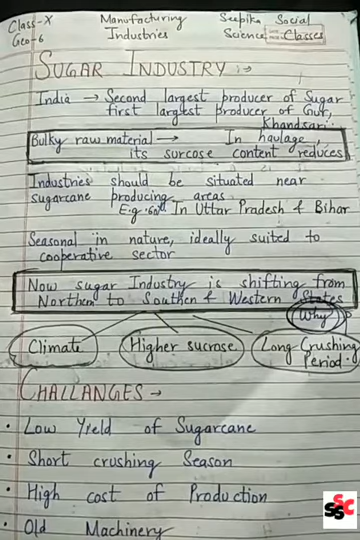 Class-X
Manufacturing
Deepika Social
Geo-6
Industries
Science Classes
SUGAR INDUSTRY :→
India → Second largest producer of Sugar
first largest producer of Gur,
Khandsari.
Bulky raw material → In haulage,
its surcose content reduces
Industries should be situated near
sugarcane producing areas
E.g. 60% In Uttar Pradesh & Bihar
Seasonal in nature, ideally suited to
cooperative sector
Now sugar Industry is shifting from
Northern to Southern & Western States
Why
Climate
Higher sucrose
Long Crushing
Period.
CHALLANGES →
• Low Yield of Sugarcane
• Short crushing Season
• High cost of Production
• Old Machinery
SSC